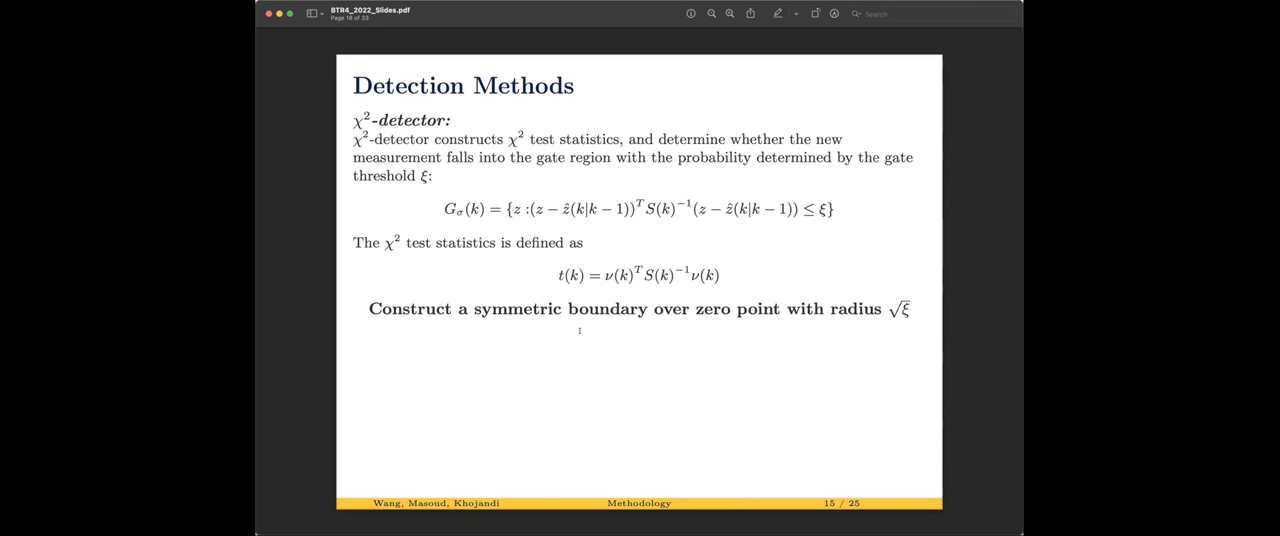 BTR4_2022_Slides.pdf
Page 18 of 33
Search
Detection Methods
χ²-detector:
χ²-detector constructs χ² test statistics, and determine whether the new
measurement falls into the gate region with the probability determined by the gate
threshold ξ:
G_σ(k) = {z :(z − ẑ(k|k − 1))^T S(k)^−1 (z − ẑ(k|k − 1)) ≤ ξ}
The χ² test statistics is defined as
t(k) = ν(k)^T S(k)^−1 ν(k)
Construct a symmetric boundary over zero point with radius √ξ
Wang, Masoud, Khojandi Methodology 15 / 25